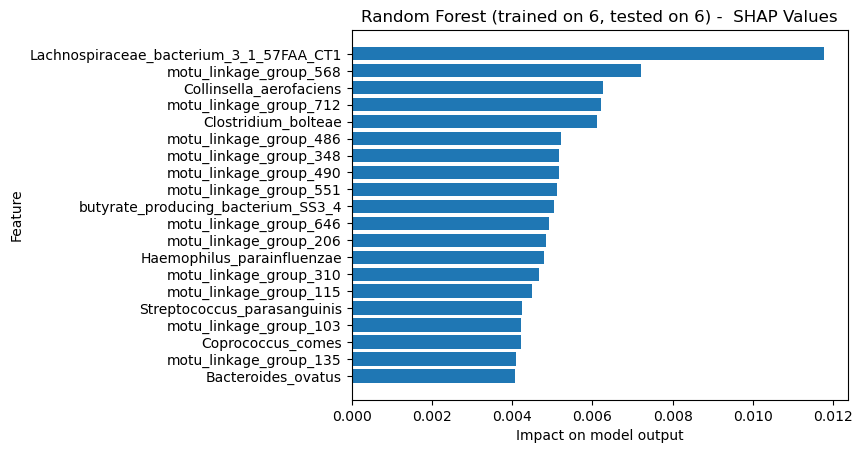 Random Forest (trained on 6, tested on 6) -  SHAP Values
Lachnospiraceae_bacterium_3_1_57FAA_CT1
motu_linkage_group_568
Collinsella_aerofaciens
motu_linkage_group_712
Clostridium_bolteae
motu_linkage_group_486
motu_linkage_group_348
motu_linkage_group_490
motu_linkage_group_551
butyrate_producing_bacterium_SS3_4
motu_linkage_group_646
motu_linkage_group_206
Haemophilus_parainfluenzae
motu_linkage_group_310
motu_linkage_group_115
Streptococcus_parasanguinis
motu_linkage_group_103
Coprococcus_comes
motu_linkage_group_135
Bacteroides_ovatus
Feature
0.000 0.002 0.004 0.006 0.008 0.010 0.012
Impact on model output